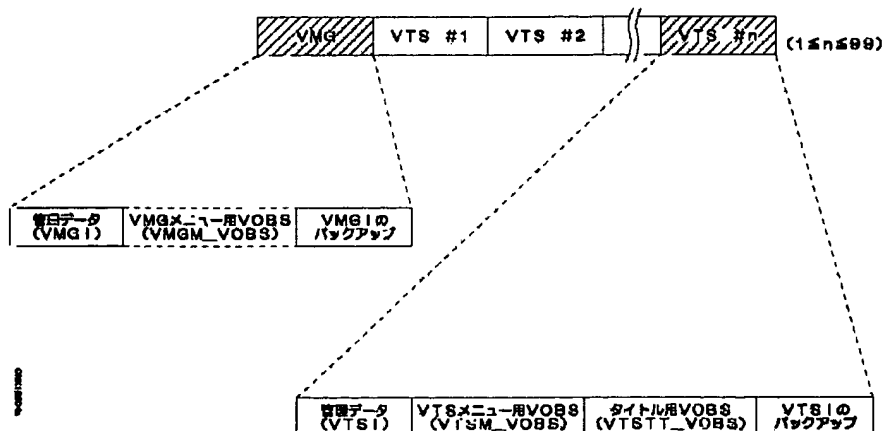 VMG VTS #1 VTS #2 VTS #n (1≦n≦99)
管理データ VMGメニュー用VOBS VMGIの
(VMGI) (VMGM_VOBS) バックアップ
管理データ VTSメニュー用VOBS タイトル用VOBS VTSIの
(VTSI) (VTSM_VOBS) (VTSTT_VOBS) バックアップ